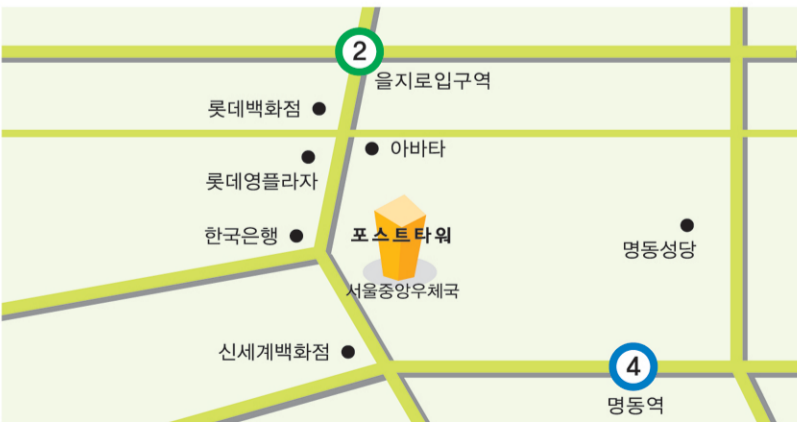 2
을지로입구역
롯데백화점
아바타
롯데영플라자
한국은행
포스트타워
명동성당
서울중앙우체국
신세계백화점
4
명동역